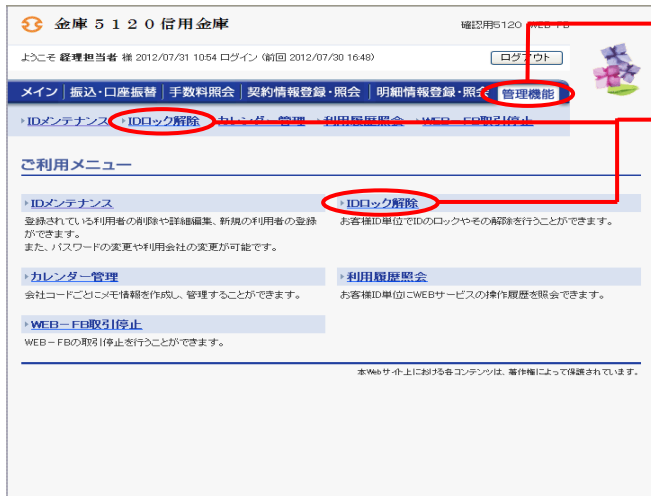 金庫5120信用金庫
確認用5120 WEB-FB
ようこそ 経理担当者 様 2012/07/31 10:54 ログイン (前回 2012/07/30 16:48)
ログアウト
メイン 振込・口座振替 手数料照会 契約情報登録・照会 明細情報登録・照会 管理機能
IDメンテナンス IDロック解除 カレンダー管理 利用履歴照会 WEB-FB取引停止
ご利用メニュー
IDメンテナンス
登録されている利用者の削除や詳細編集、新規の利用者の登録
ができます。
また、パスワードの変更や利用会社の変更が可能です。
IDロック解除
お客様ID単位でIDのロックやその解除を行うことができます。
カレンダー管理
会社コードごとにメモ情報を作成し、管理することができます。
利用履歴照会
お客様ID単位にWEBサービスの操作履歴を照会できます。
WEB-FB取引停止
WEB-FBの取引停止を行うことができます。
本Webサイト上における各コンテンツは、著作権によって保護されています。